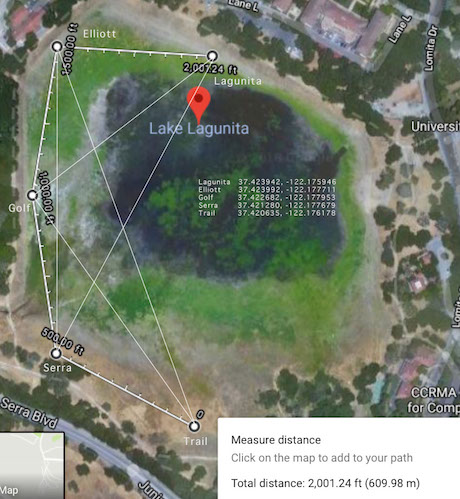 Lane L
Lane L
Lomita Dr
Elliott
1,500.00 ft
2,001.24 ft
Lagunita
Lake Lagunita
Universit
Lagunita 37.423942, -122.175946
Elliott 37.423992, -122.177711
Golf 37.422682, -122.177953
Serra 37.421280, -122.177679
Trail 37.420635, -122.176178
Golf
1,000.00 ft
500.00 ft
Serra
Lomita
CCRMA
for Comp
Serra Blvd
0
Trail
Juni
Map
Measure distance
Click on the map to add to your path
Total distance: 2,001.24 ft (609.98 m)